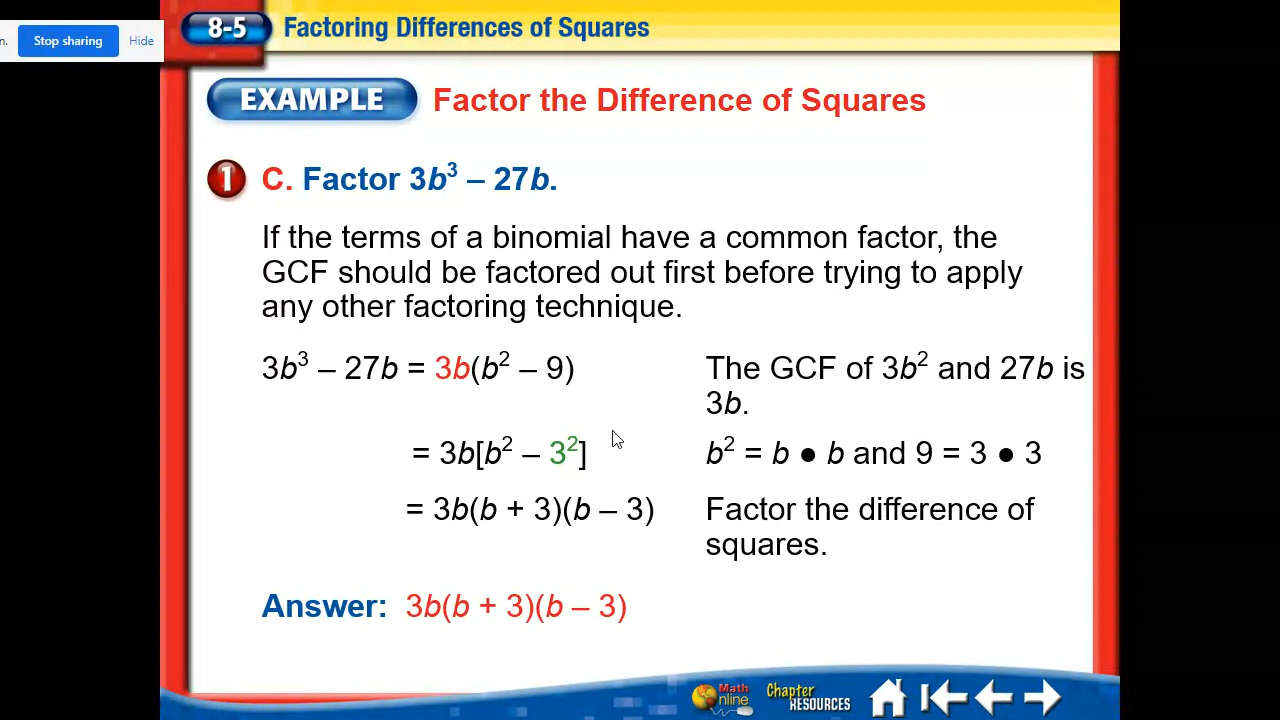 8-5 Factoring Differences of Squares
n. Stop sharing Hide
EXAMPLE Factor the Difference of Squares
1 C. Factor 3b³ – 27b.
If the terms of a binomial have a common factor, the
GCF should be factored out first before trying to apply
any other factoring technique.
3b³ – 27b = 3b(b² – 9) The GCF of 3b² and 27b is
3b.
= 3b[b² – 3²] b² = b ● b and 9 = 3 ● 3
= 3b(b + 3)(b – 3) Factor the difference of
squares.
Answer: 3b(b + 3)(b – 3)
Math
nline
Chapter
RESOURCES